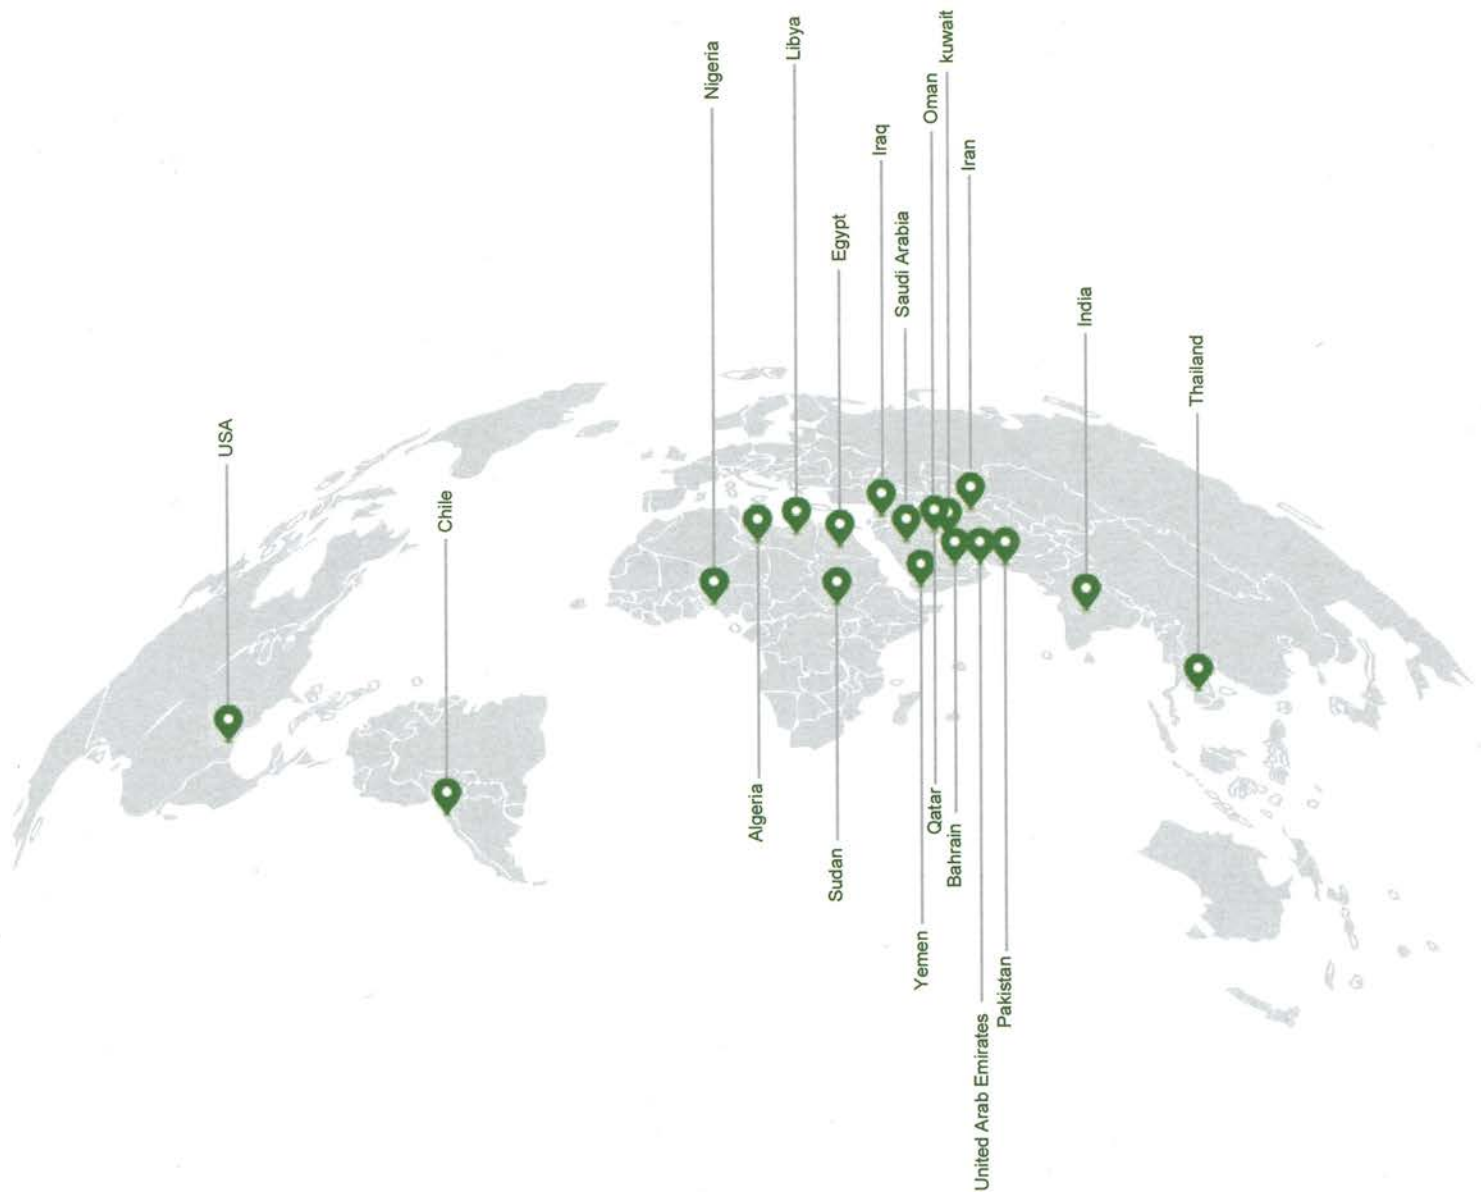 USA
Chile
Nigeria
Libya
Algeria
Egypt
Sudan
Iraq
Saudi Arabia
Yemen
Oman
kuwait
Qatar
Bahrain
Iran
United Arab Emirates
Pakistan
India
Thailand